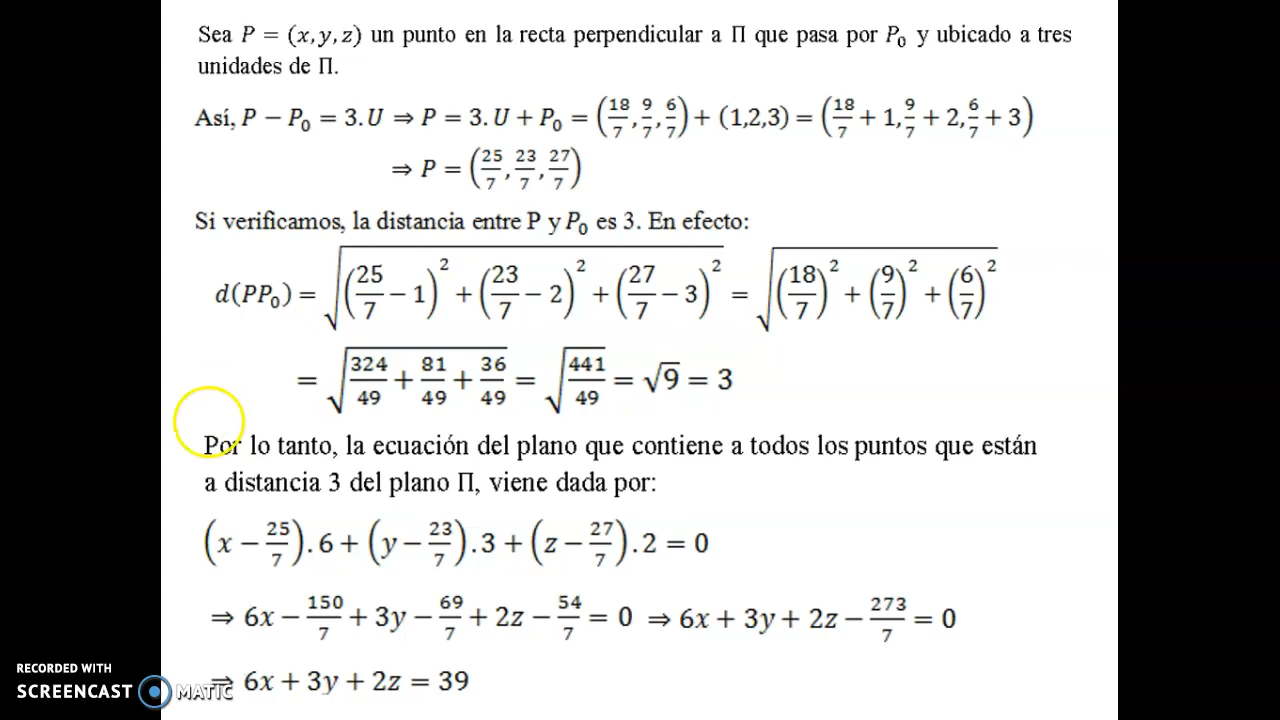 Sea P = (x, y, z) un punto en la recta perpendicular a Π que pasa por P₀ y ubicado a tres
unidades de Π.
Así, P − P₀ = 3. U ⇒ P = 3. U + P₀ = (18/7, 9/7, 6/7) + (1,2,3) = (18/7 + 1, 9/7 + 2, 6/7 + 3)
⇒ P = (25/7, 23/7, 27/7)
Si verificamos, la distancia entre P y P₀ es 3. En efecto:
d(PP₀) = √((25/7 − 1)² + (23/7 − 2)² + (27/7 − 3)²) = √((18/7)² + (9/7)² + (6/7)²)
= √(324/49 + 81/49 + 36/49) = √(441/49) = √9 = 3
Por lo tanto, la ecuación del plano que contiene a todos los puntos que están
a distancia 3 del plano Π, viene dada por:
(x − 25/7). 6 + (y − 23/7). 3 + (z − 27/7). 2 = 0
⇒ 6x − 150/7 + 3y − 69/7 + 2z − 54/7 = 0 ⇒ 6x + 3y + 2z − 273/7 = 0
⇒ 6x + 3y + 2z = 39
RECORDED WITH
SCREENCAST MATIC